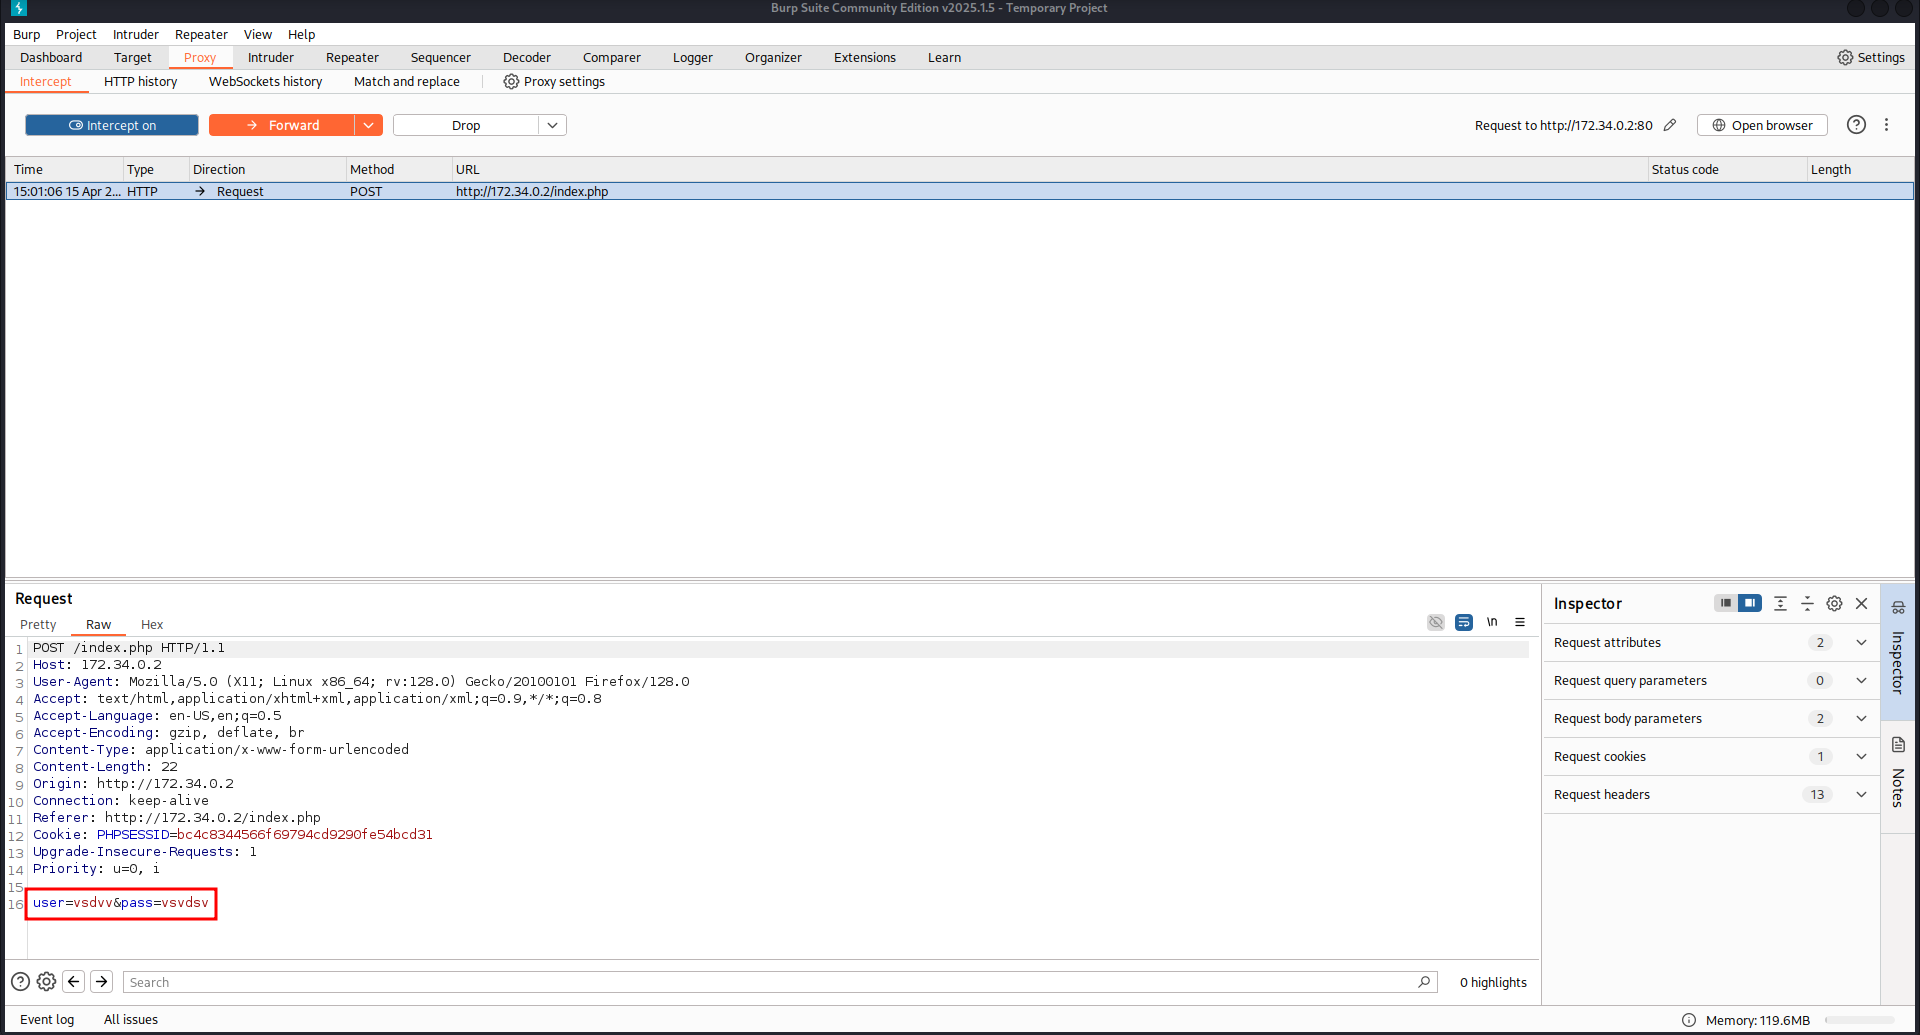 Burp Suite Community Edition v2025.1.5 - Temporary Project
Burp Project Intruder Repeater View Help
Dashboard Target Proxy Intruder Repeater Sequencer Decoder Comparer Logger Organizer Extensions Learn Settings
Intercept HTTP history WebSockets history Match and replace Proxy settings
Intercept on Forward Drop Request to http://172.34.0.2:80 Open browser
Time Type Direction Method URL Status code Length
15:01:06 15 Apr 2... HTTP → Request POST http://172.34.0.2/index.php
Request
Pretty Raw Hex \n
1 POST /index.php HTTP/1.1
2 Host: 172.34.0.2
3 User-Agent: Mozilla/5.0 (X11; Linux x86_64; rv:128.0) Gecko/20100101 Firefox/128.0
4 Accept: text/html,application/xhtml+xml,application/xml;q=0.9,*/*;q=0.8
5 Accept-Language: en-US,en;q=0.5
6 Accept-Encoding: gzip, deflate, br
7 Content-Type: application/x-www-form-urlencoded
8 Content-Length: 22
9 Origin: http://172.34.0.2
10 Connection: keep-alive
11 Referer: http://172.34.0.2/index.php
12 Cookie: PHPSESSID=bc4c8344566f69794cd9290fe54bcd31
13 Upgrade-Insecure-Requests: 1
14 Priority: u=0, i
15
16 user=vsdvv&pass=vsvdsv
Inspector
Request attributes 2
Request query parameters 0
Request body parameters 2
Request cookies 1
Request headers 13
Inspector
Notes
Search 0 highlights
Event log All issues Memory: 119.6MB